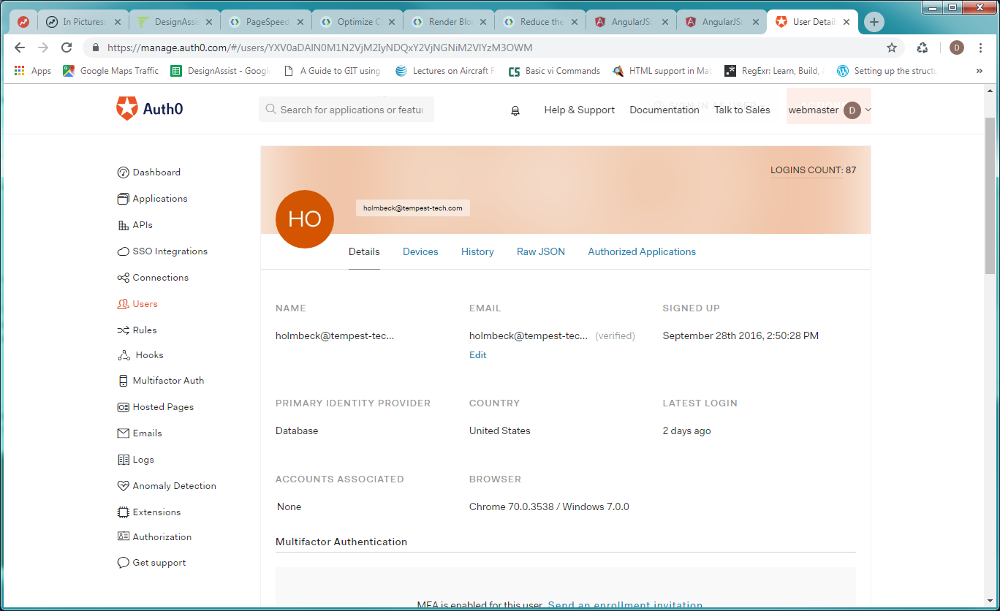 In Pictures:
DesignAssis
PageSpeed
Optimize C
Render Bloc
Reduce the
AngularJS:
AngularJS:
User Detail
https://manage.auth0.com/#/users/
D
Apps
Google Maps Traffic
DesignAssist - Googl
A Guide to GIT using
Lectures on Aircraft F
CS Basic vi Commands
HTML support in Mat
RegExr: Learn, Build, &
Setting up the structu
»
Auth0
Search for applications or featur
Help & Support
Documentation
Talk to Sales
webmaster D
Dashboard
Applications
APIs
SSO Integrations
Connections
Users
Rules
Hooks
Multifactor Auth
Hosted Pages
Emails
Logs
Anomaly Detection
Extensions
Authorization
Get support
LOGINS COUNT: 87
HO
holmbeck@tempest-tech.com
Details Devices History Raw JSON Authorized Applications
NAME EMAIL SIGNED UP
holmbeck@tempest-tec... holmbeck@tempest-tec... (verified) September 28th 2016, 2:50:28 PM
Edit
PRIMARY IDENTITY PROVIDER COUNTRY LATEST LOGIN
Database United States 2 days ago
ACCOUNTS ASSOCIATED BROWSER
None Chrome 70.0.3538 / Windows 7.0.0
Multifactor Authentication
MFA is enabled for this user. Send an enrollment invitation